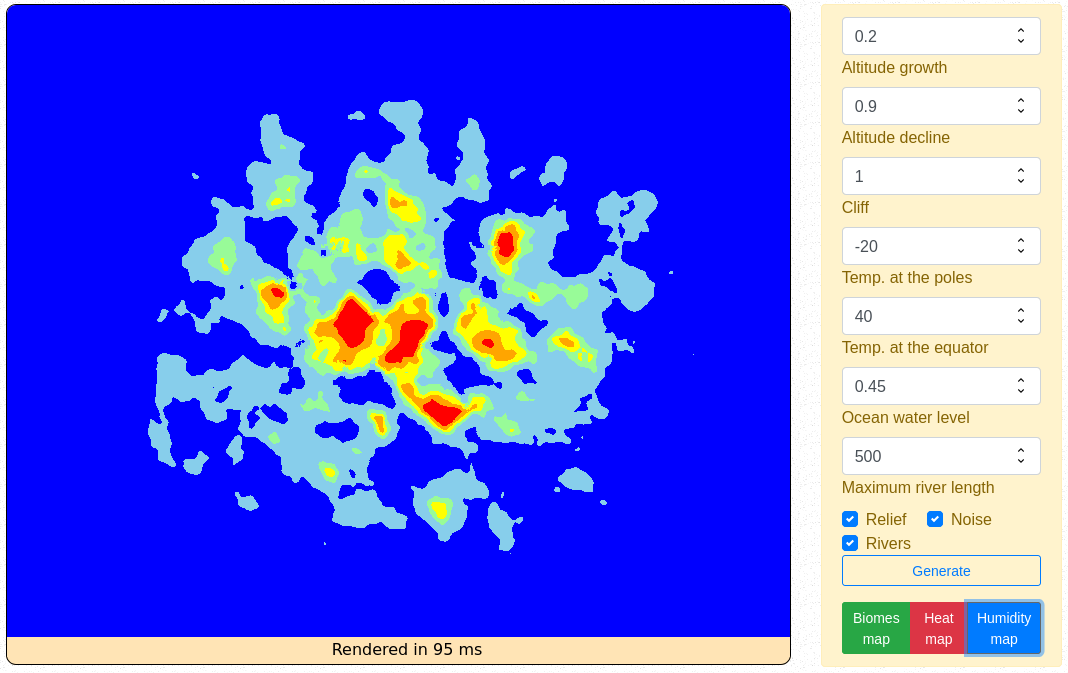 0.2
Altitude growth
0.9
Altitude decline
1
Cliff
-20
Temp. at the poles
40
Temp. at the equator
0.45
Ocean water level
500
Maximum river length
Relief Noise
Rivers
Generate
Biomes map
Heat map
Humidity map
Rendered in 95 ms